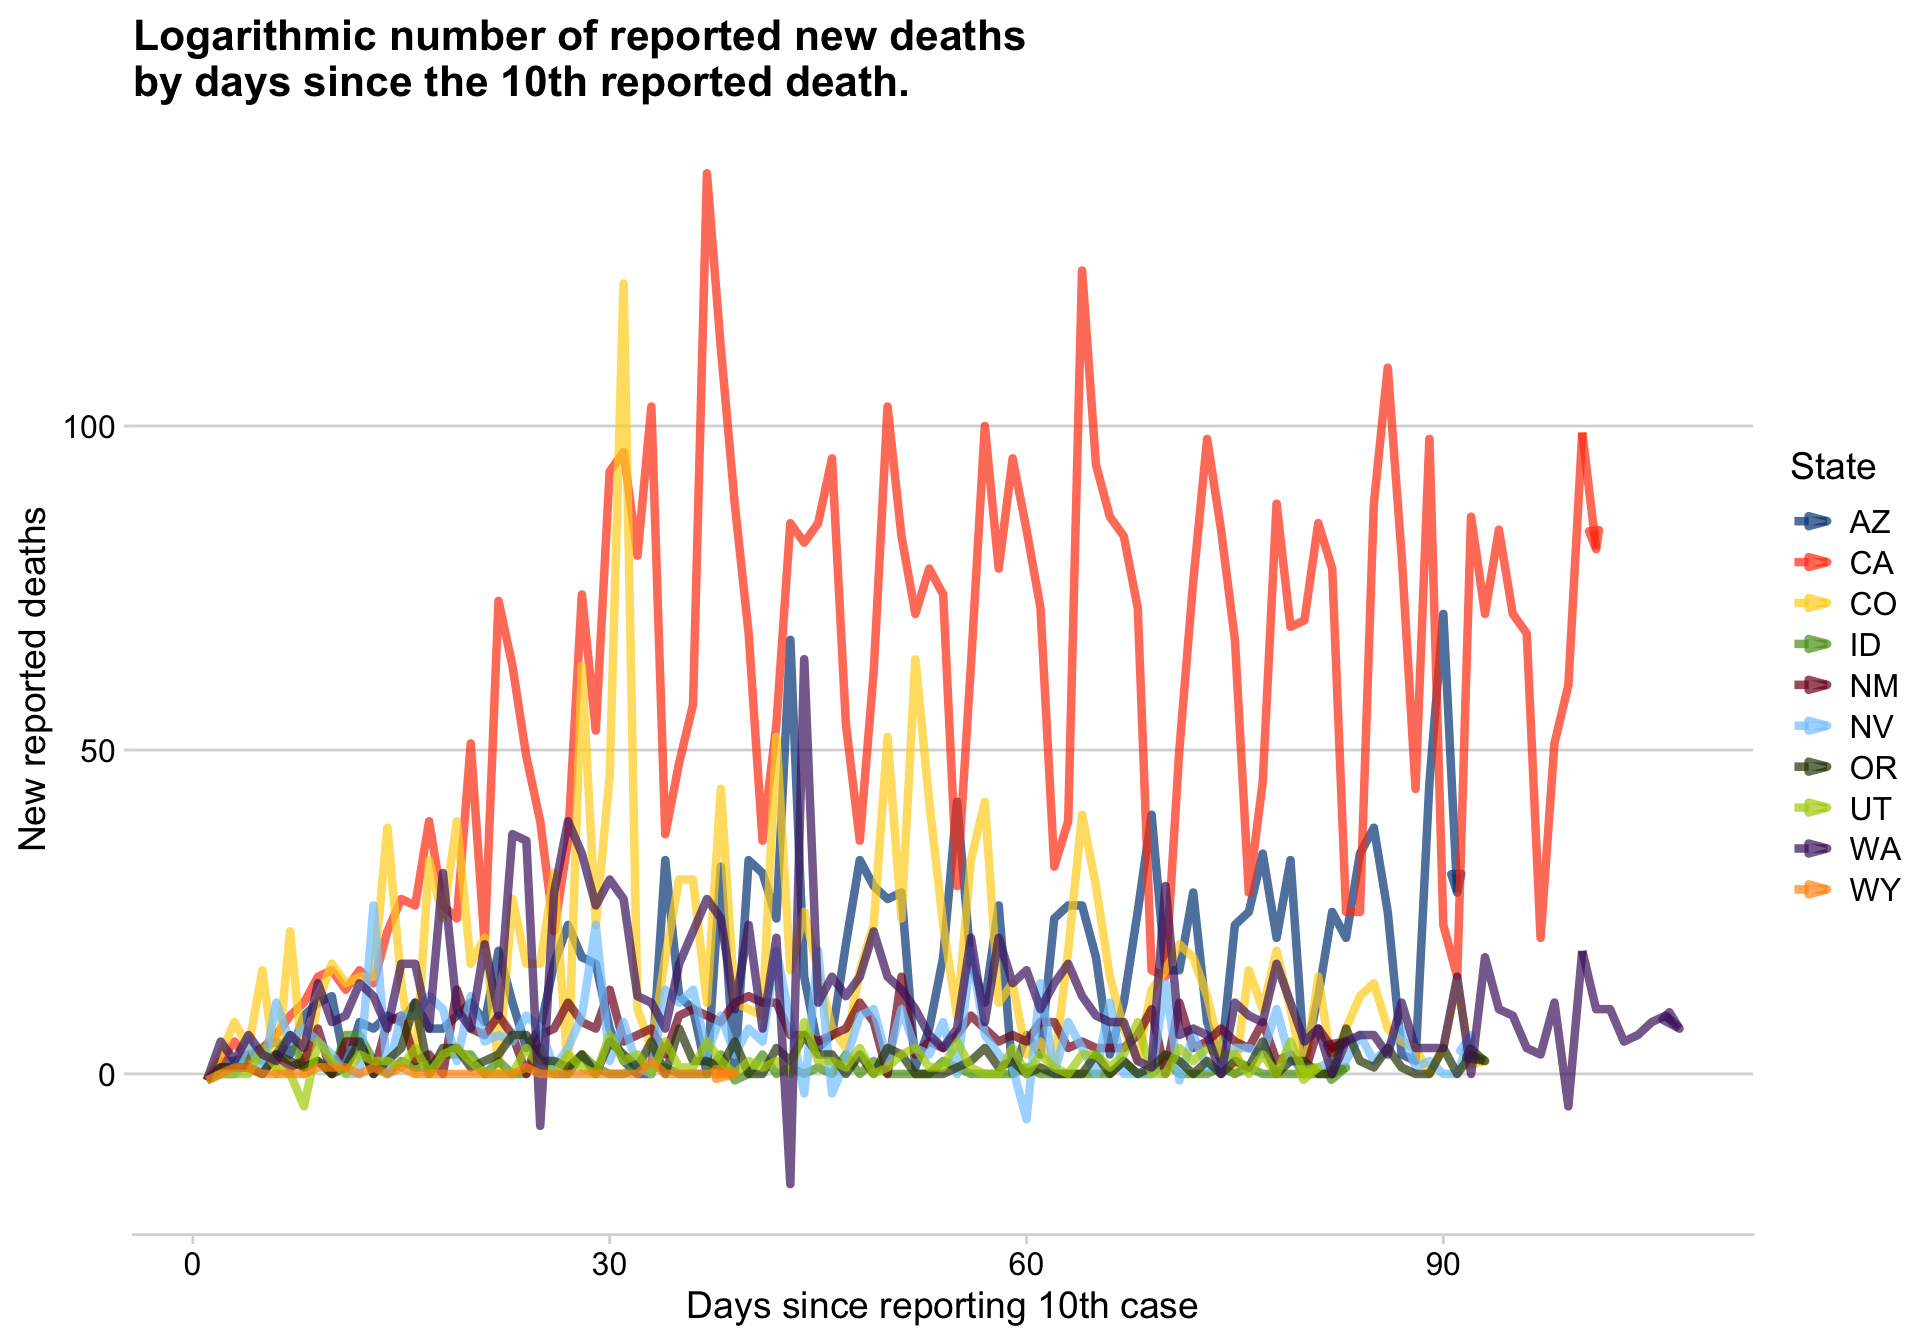 Logarithmic number of reported new deaths
by days since the 10th reported death.
New reported deaths
100
50
0
0
30
60
90
Days since reporting 10th case
State
AZ
CA
CO
ID
NM
NV
OR
UT
WA
WY